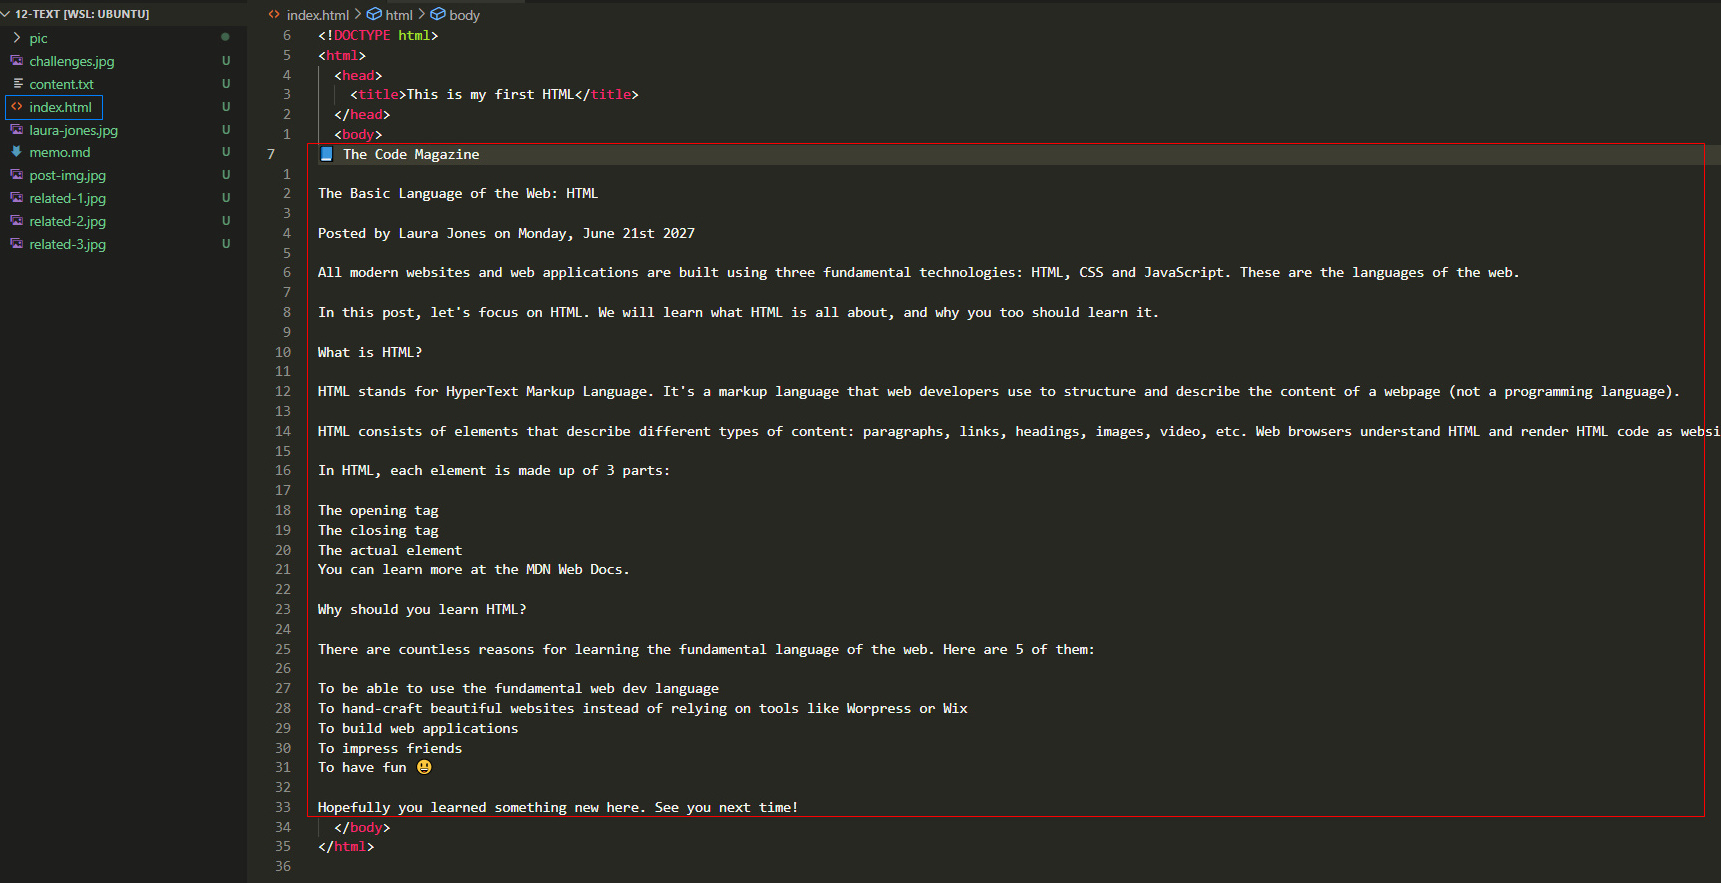 12-TEXT [WSL: UBUNTU]
pic
challenges.jpg U
content.txt U
index.html U
laura-jones.jpg U
memo.md U
post-img.jpg U
related-1.jpg U
related-2.jpg U
related-3.jpg U
index.html > html > body
6 <!DOCTYPE html>
5 <html>
4 <head>
3 <title>This is my first HTML</title>
2 </head>
1 <body>
7 📘 The Code Magazine
1
2 The Basic Language of the Web: HTML
3
4 Posted by Laura Jones on Monday, June 21st 2027
5
6 All modern websites and web applications are built using three fundamental technologies: HTML, CSS and JavaScript. These are the languages of the web.
7
8 In this post, let's focus on HTML. We will learn what HTML is all about, and why you too should learn it.
9
10 What is HTML?
11
12 HTML stands for HyperText Markup Language. It's a markup language that web developers use to structure and describe the content of a webpage (not a programming language).
13
14 HTML consists of elements that describe different types of content: paragraphs, links, headings, images, video, etc. Web browsers understand HTML and render HTML code as websi
15
16 In HTML, each element is made up of 3 parts:
17
18 The opening tag
19 The closing tag
20 The actual element
21 You can learn more at the MDN Web Docs.
22
23 Why should you learn HTML?
24
25 There are countless reasons for learning the fundamental language of the web. Here are 5 of them:
26
27 To be able to use the fundamental web dev language
28 To hand-craft beautiful websites instead of relying on tools like Worpress or Wix
29 To build web applications
30 To impress friends
31 To have fun 😃
32
33 Hopefully you learned something new here. See you next time!
34 </body>
35 </html>
36